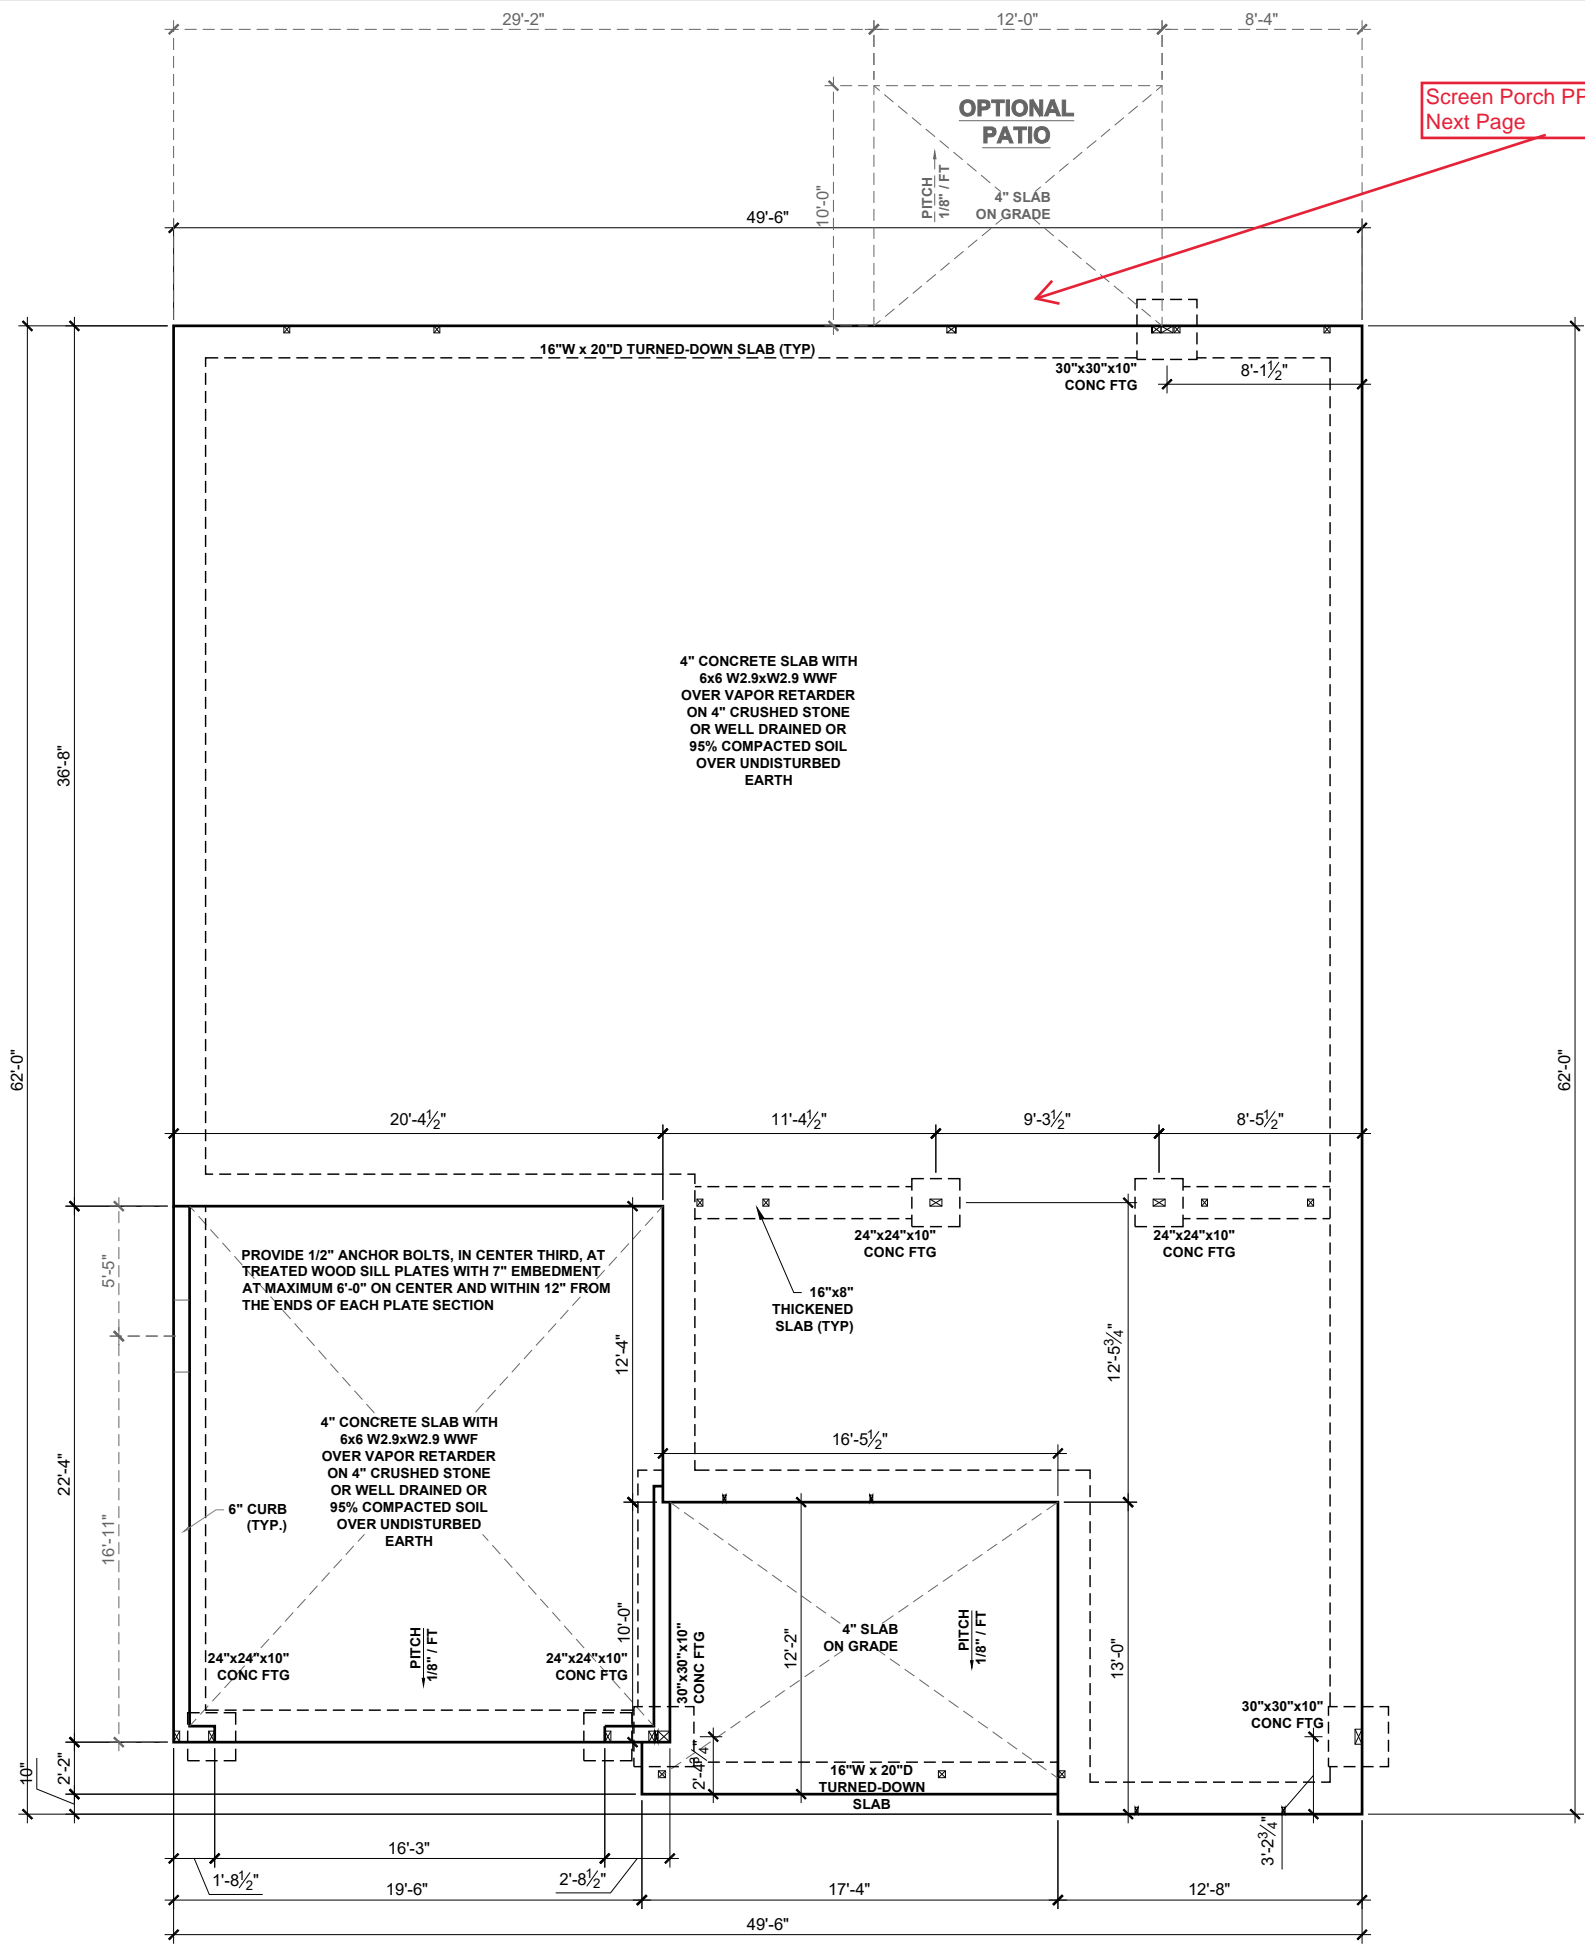 29'-2"
12'-0"
8'-4"
Screen Porch
Next Page
OPTIONAL
PATIO
10'-0"
PITCH
1/8" / FT
4" SLAB
ON GRADE
49'-6"
16"W x 20"D TURNED-DOWN SLAB (TYP)
30"x30"x10"
CONC FTG
8'-1½"
4" CONCRETE SLAB WITH
6x6 W2.9xW2.9 WWF
OVER VAPOR RETARDER
ON 4" CRUSHED STONE
OR WELL DRAINED OR
95% COMPACTED SOIL
OVER UNDISTURBED
EARTH
36'-8"
62'-0"
62'-0"
20'-4½"
11'-4½"
9'-3½"
8'-5½"
24"x24"x10"
CONC FTG
24"x24"x10"
CONC FTG
PROVIDE 1/2" ANCHOR BOLTS, IN CENTER THIRD, AT
TREATED WOOD SILL PLATES WITH 7" EMBEDMENT
AT MAXIMUM 6'-0" ON CENTER AND WITHIN 12" FROM
THE ENDS OF EACH PLATE SECTION
5'-5"
16"x8"
THICKENED
SLAB (TYP)
12'-4"
12'-5¾"
4" CONCRETE SLAB WITH
6x6 W2.9xW2.9 WWF
OVER VAPOR RETARDER
ON 4" CRUSHED STONE
OR WELL DRAINED OR
95% COMPACTED SOIL
OVER UNDISTURBED
EARTH
16'-5½"
22'-4"
6" CURB
(TYP.)
16'-11"
10'-0"
PITCH
1/8" / FT
24"x24"x10"
CONC FTG
24"x24"x10"
CONC FTG
30"x30"x10"
CONC FTG
12'-2"
4" SLAB
ON GRADE
PITCH
1/8" / FT
13'-0"
30"x30"x10"
CONC FTG
10"
2'-2"
2'-4¾"
16"W x 20"D
TURNED-DOWN
SLAB
3'-2¾"
16'-3"
1'-8½"
2'-8½"
19'-6"
17'-4"
12'-8"
49'-6"